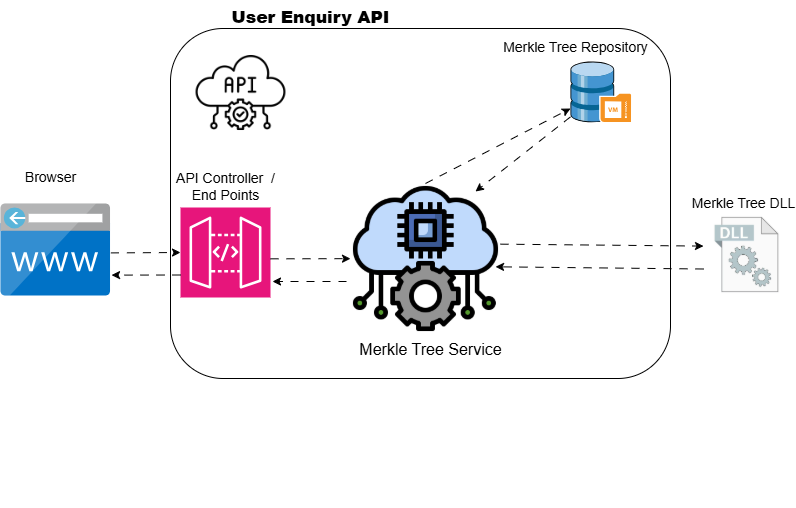 User Enquiry API
Merkle Tree Repository
API
VM
Browser
API Controller /
End Points
Merkle Tree DLL
WWW
</>
DLL
Merkle Tree Service